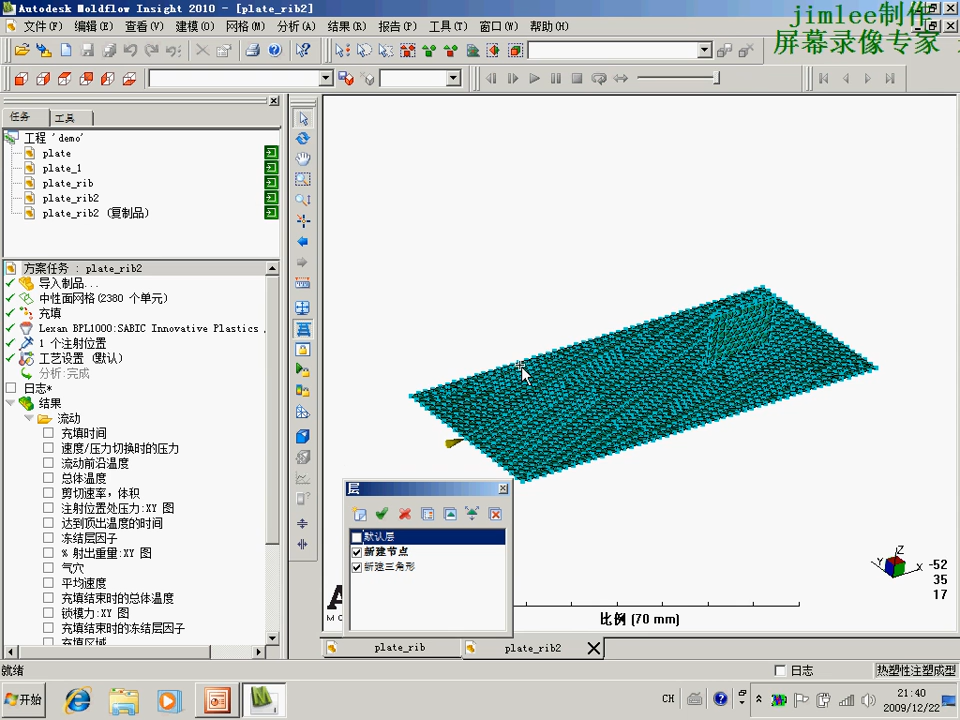 Autodesk Moldflow Insight 2010 - [plate_rib2]
jimlee制作
屏幕录像专家
文件(F) 编辑(E) 查看(V) 建模(O) 网格(M) 分析(A) 结果(R) 报告(P) 工具(T) 窗口(W) 帮助(H)
任务 工具
工程 'demo'
plate
plate_1
plate_rib
plate_rib2
plate_rib2 (复制品)
方案任务 : plate_rib2
导入制品...
中性面网格(2380 个单元)
充填
Lexan BPL1000:SABIC Innovative Plastics
1 个注射位置
工艺设置 (默认)
分析:完成
日志*
结果
流动
充填时间
速度/压力切换时的压力
流动前沿温度
总体温度
剪切速率, 体积
注射位置处压力:XY 图
达到顶出温度的时间
冻结层因子
% 射出重量:XY 图
气穴
平均速度
充填结束时的总体温度
锁模力:XY 图
充填结束时的冻结层因子
充填区域
层
默认层
新建节点
新建三角形
Z
Y
X
-52
35
17
比例 (70 mm)
plate_rib
plate_rib2
就绪
日志
热塑性注塑成型
开始
CH
21:40
2009/12/22